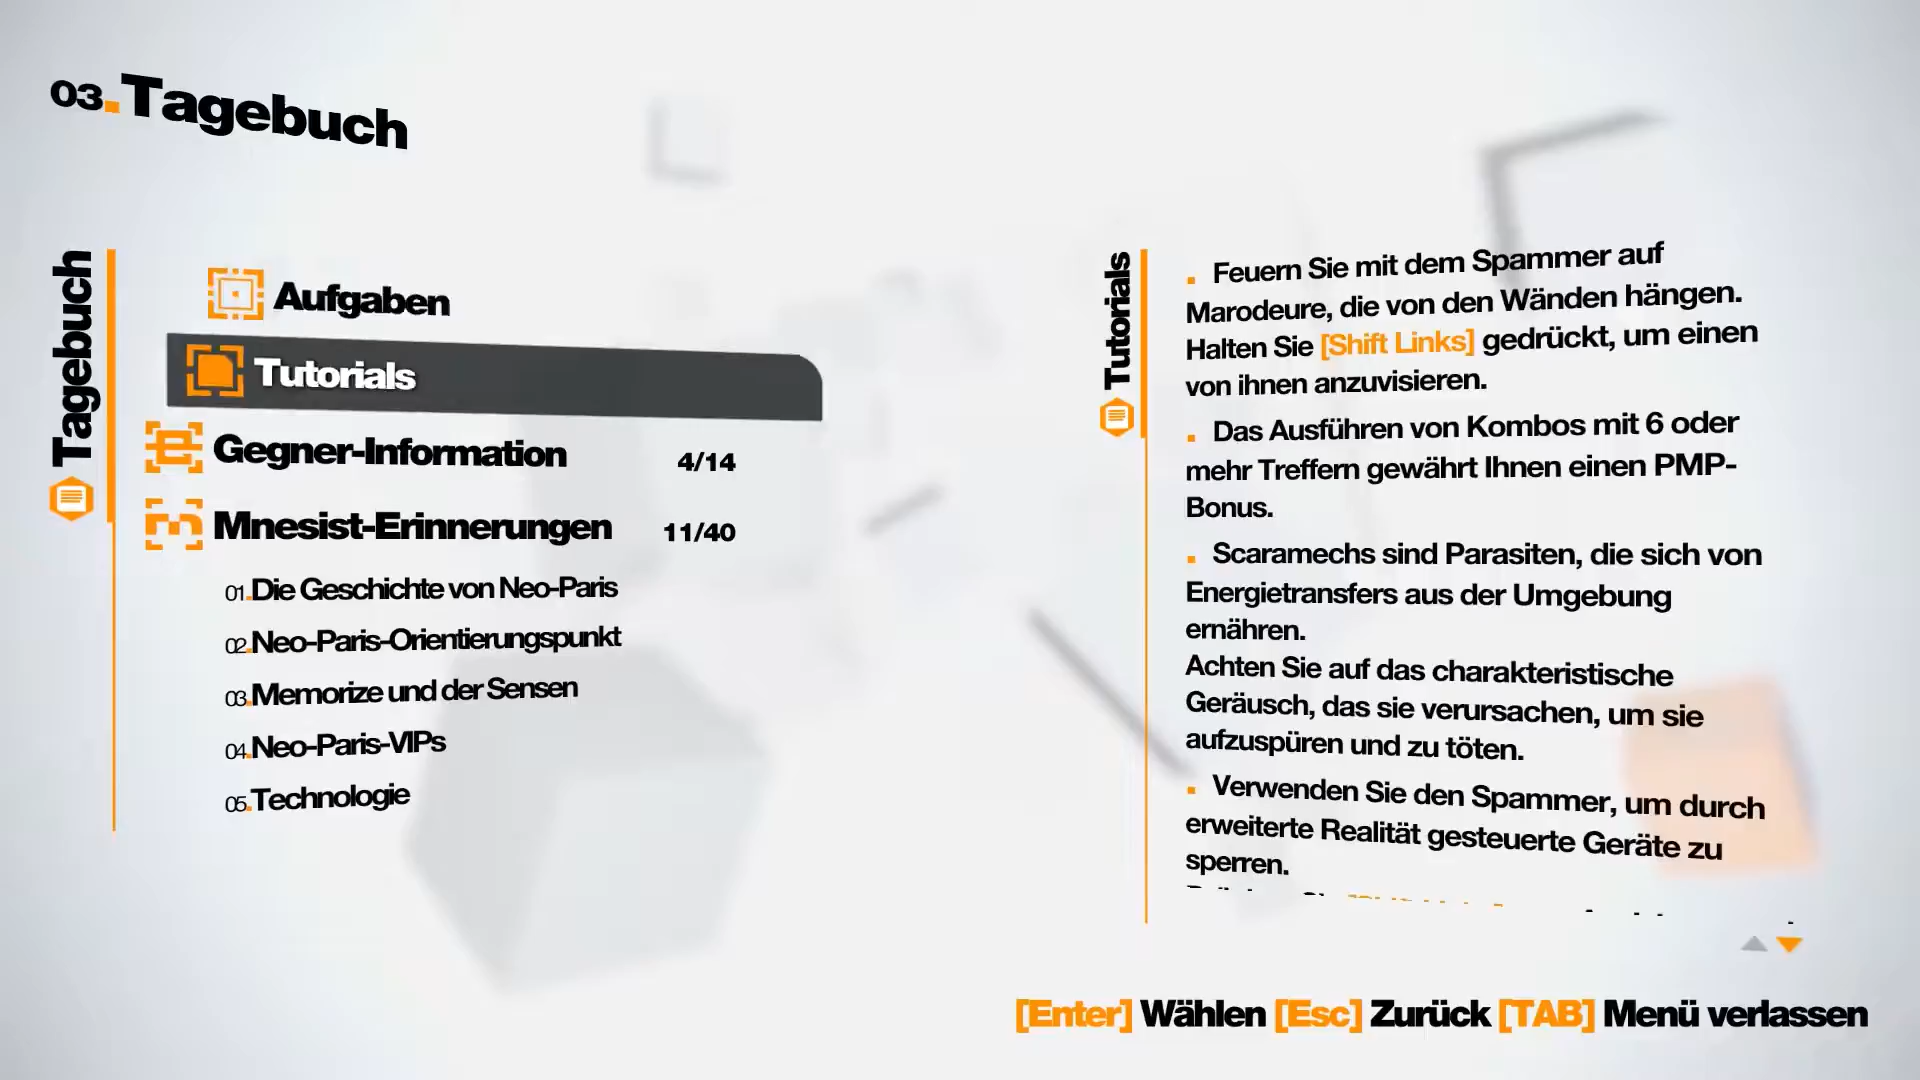 03.Tagebuch
Tagebuch
Aufgaben
Tutorials
Gegner-Information 4/14
Mnesist-Erinnerungen 11/40
01.Die Geschichte von Neo-Paris
02.Neo-Paris-Orientierungspunkt
03.Memorize und der Sensen
04.Neo-Paris-VIPs
05.Technologie
Tutorials
. Feuern Sie mit dem Spammer auf
Marodeure, die von den Wänden hängen.
Halten Sie [Shift Links] gedrückt, um einen
von ihnen anzuvisieren.
. Das Ausführen von Kombos mit 6 oder
mehr Treffern gewährt Ihnen einen PMP-
Bonus.
. Scaramechs sind Parasiten, die sich von
Energietransfers aus der Umgebung
ernähren.
Achten Sie auf das charakteristische
Geräusch, das sie verursachen, um sie
aufzuspüren und zu töten.
. Verwenden Sie den Spammer, um durch
erweiterte Realität gesteuerte Geräte zu
sperren.
[Enter] Wählen [Esc] Zurück [TAB] Menü verlassen